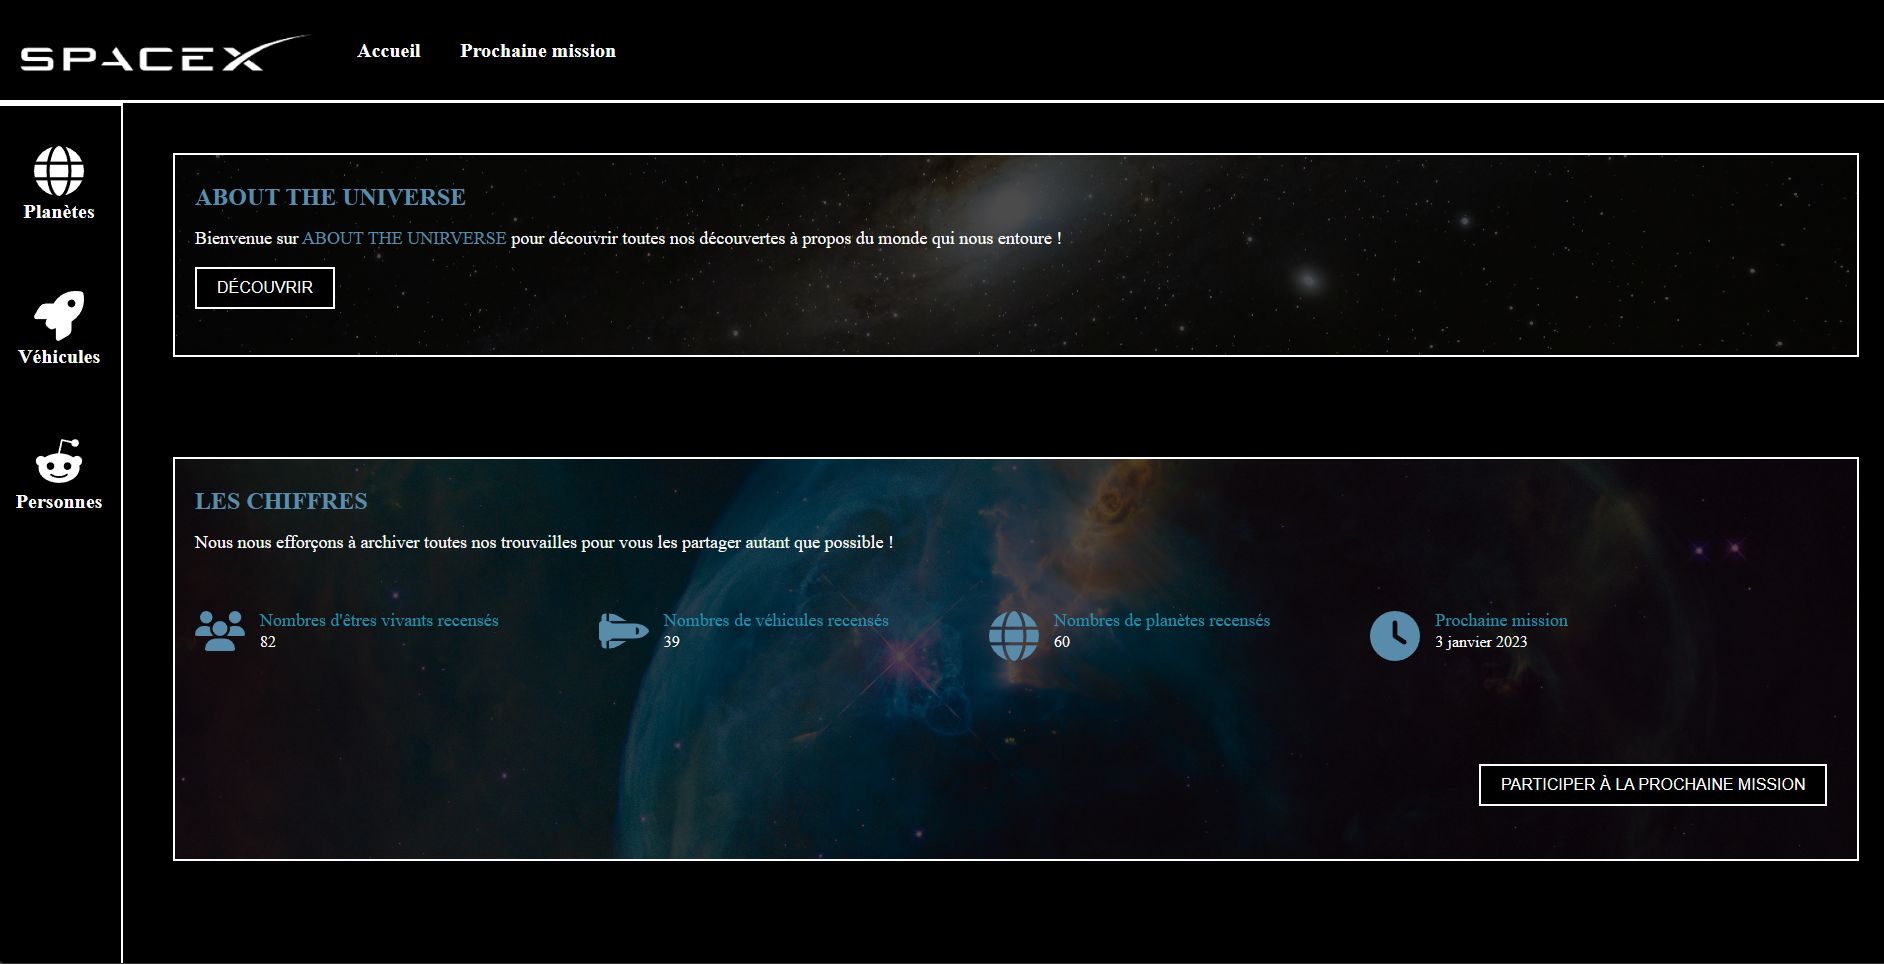 SPACEX
Accueil
Prochaine mission
Planètes
Véhicules
Personnes
ABOUT THE UNIVERSE
Bienvenue sur ABOUT THE UNIRVERSE pour découvrir toutes nos découvertes à propos du monde qui nous entoure !
DÉCOUVRIR
LES CHIFFRES
Nous nous efforçons à archiver toutes nos trouvailles pour vous les partager autant que possible !
Nombres d'êtres vivants recensés
82
Nombres de véhicules recensés
39
Nombres de planètes recensés
60
Prochaine mission
3 janvier 2023
PARTICIPER À LA PROCHAINE MISSION